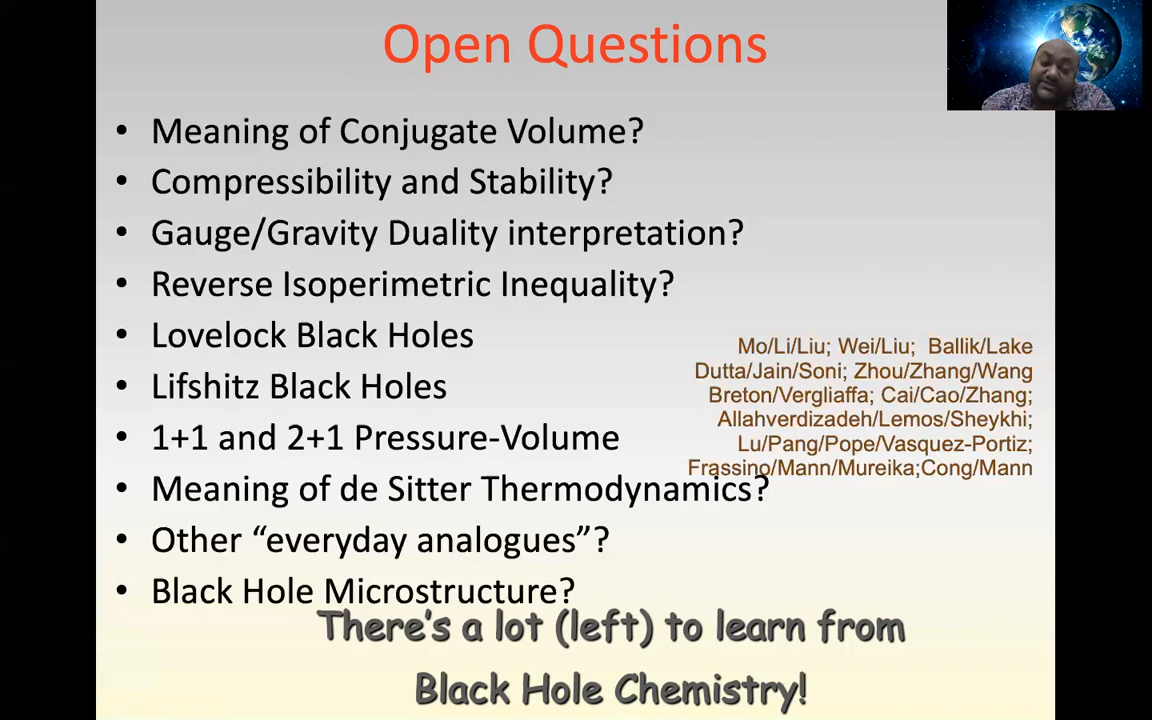 Open Questions
• Meaning of Conjugate Volume?
• Compressibility and Stability?
• Gauge/Gravity Duality interpretation?
• Reverse Isoperimetric Inequality?
• Lovelock Black Holes
• Lifshitz Black Holes
• 1+1 and 2+1 Pressure-Volume
• Meaning of de Sitter Thermodynamics?
• Other “everyday analogues”?
• Black Hole Microstructure?
Mo/Li/Liu; Wei/Liu; Ballik/Lake
Dutta/Jain/Soni; Zhou/Zhang/Wang
Breton/Vergliaffa; Cai/Cao/Zhang;
Allahverdizadeh/Lemos/Sheykhi;
Lu/Pang/Pope/Vasquez-Portiz;
Frassino/Mann/Mureika;Cong/Mann
There’s a lot (left) to learn from
Black Hole Chemistry!